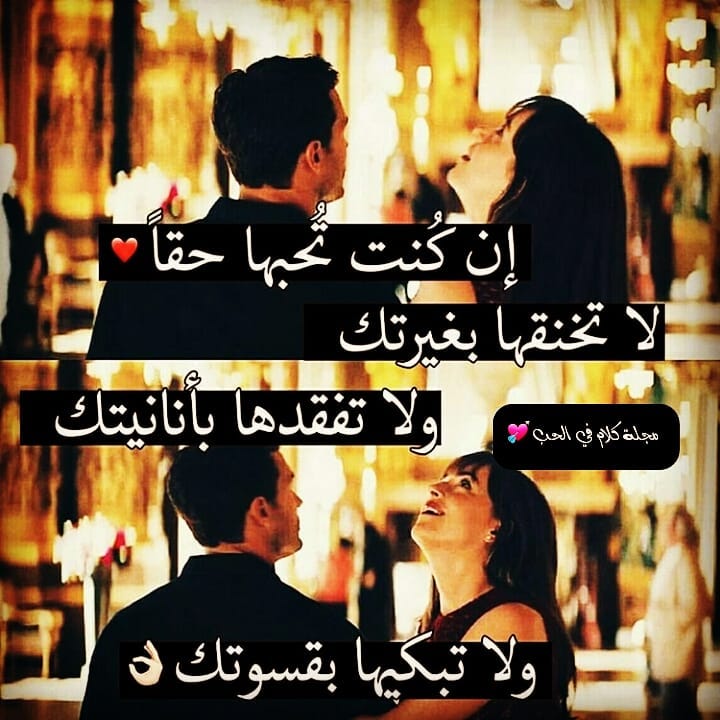 إن كُنت تُحبها حقاً❤
لا تخنقها بغيرتك
ولا تفقدها بأنانيتك
مجلة كلام في الحب 💘
ولا تبكيها بقسوتك👌🏻